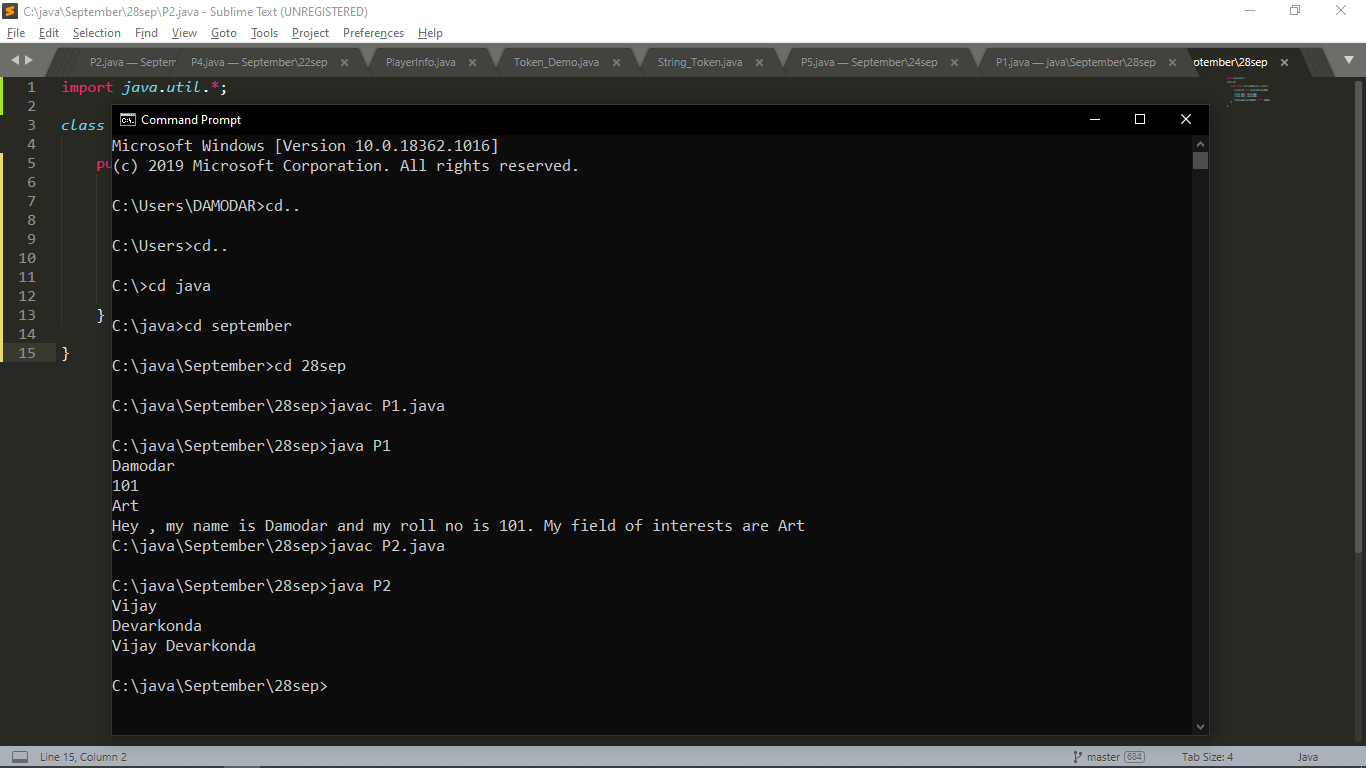 C:\java\September\28sep\P2.java - Sublime Text (UNREGISTERED)
File Edit Selection Find View Goto Tools Project Preferences Help
P2.java — Septem P4.java — September\22sep PlayerInfo.java Token_Demo.java String_Token.java P5.java — September\24sep P1.java — java\September\28sep ptember\28sep
1 import java.util.*;
2
3 class
4
5 pu
6
7
8
9
10
11
12
13 }
14
15 }
Command Prompt
Microsoft Windows [Version 10.0.18362.1016]
(c) 2019 Microsoft Corporation. All rights reserved.
C:\Users\DAMODAR>cd..
C:\Users>cd..
C:\>cd java
C:\java>cd september
C:\java\September>cd 28sep
C:\java\September\28sep>javac P1.java
C:\java\September\28sep>java P1
Damodar
101
Art
Hey , my name is Damodar and my roll no is 101. My field of interests are Art
C:\java\September\28sep>javac P2.java
C:\java\September\28sep>java P2
Vijay
Devarkonda
Vijay Devarkonda
C:\java\September\28sep>
Line 15, Column 2 master 684 Tab Size: 4 Java